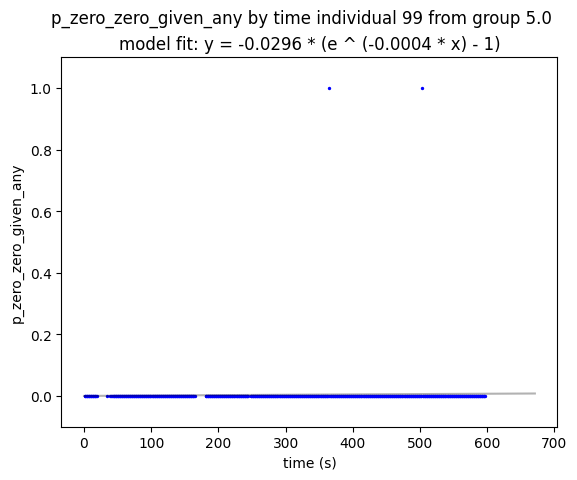 p_zero_zero_given_any by time individual 99 from group 5.0
model fit: y = -0.0296 * (e ^ (-0.0004 * x) - 1)
1.0
0.8
0.6
0.4
0.2
0.0
p_zero_zero_given_any
0 100 200 300 400 500 600 700
time (s)